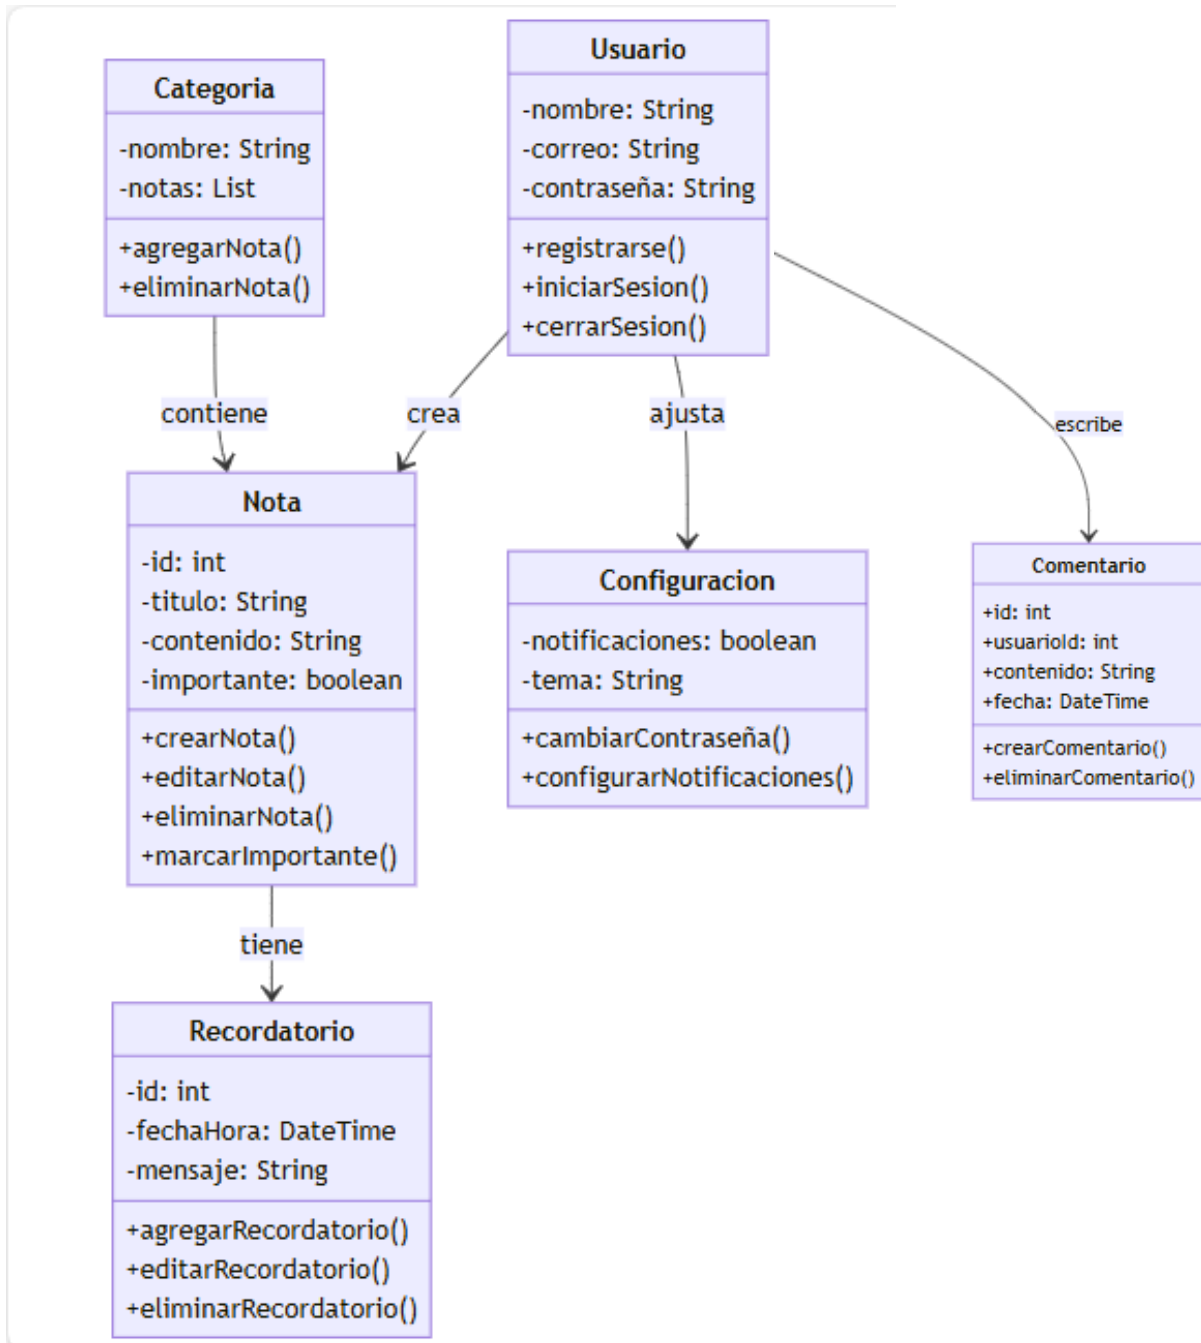 Categoria
-nombre: String
-notas: List
+agregarNota()
+eliminarNota()
Usuario
-nombre: String
-correo: String
-contraseña: String
+registrarse()
+iniciarSesion()
+cerrarSesion()
contiene
crea
ajusta
escribe
Nota
-id: int
-titulo: String
-contenido: String
-importante: boolean
+crearNota()
+editarNota()
+eliminarNota()
+marcarImportante()
Configuracion
-notificaciones: boolean
-tema: String
+cambiarContraseña()
+configurarNotificaciones()
Comentario
+id: int
+usuarioId: int
+contenido: String
+fecha: DateTime
+crearComentario()
+eliminarComentario()
tiene
Recordatorio
-id: int
-fechaHora: DateTime
-mensaje: String
+agregarRecordatorio()
+editarRecordatorio()
+eliminarRecordatorio()